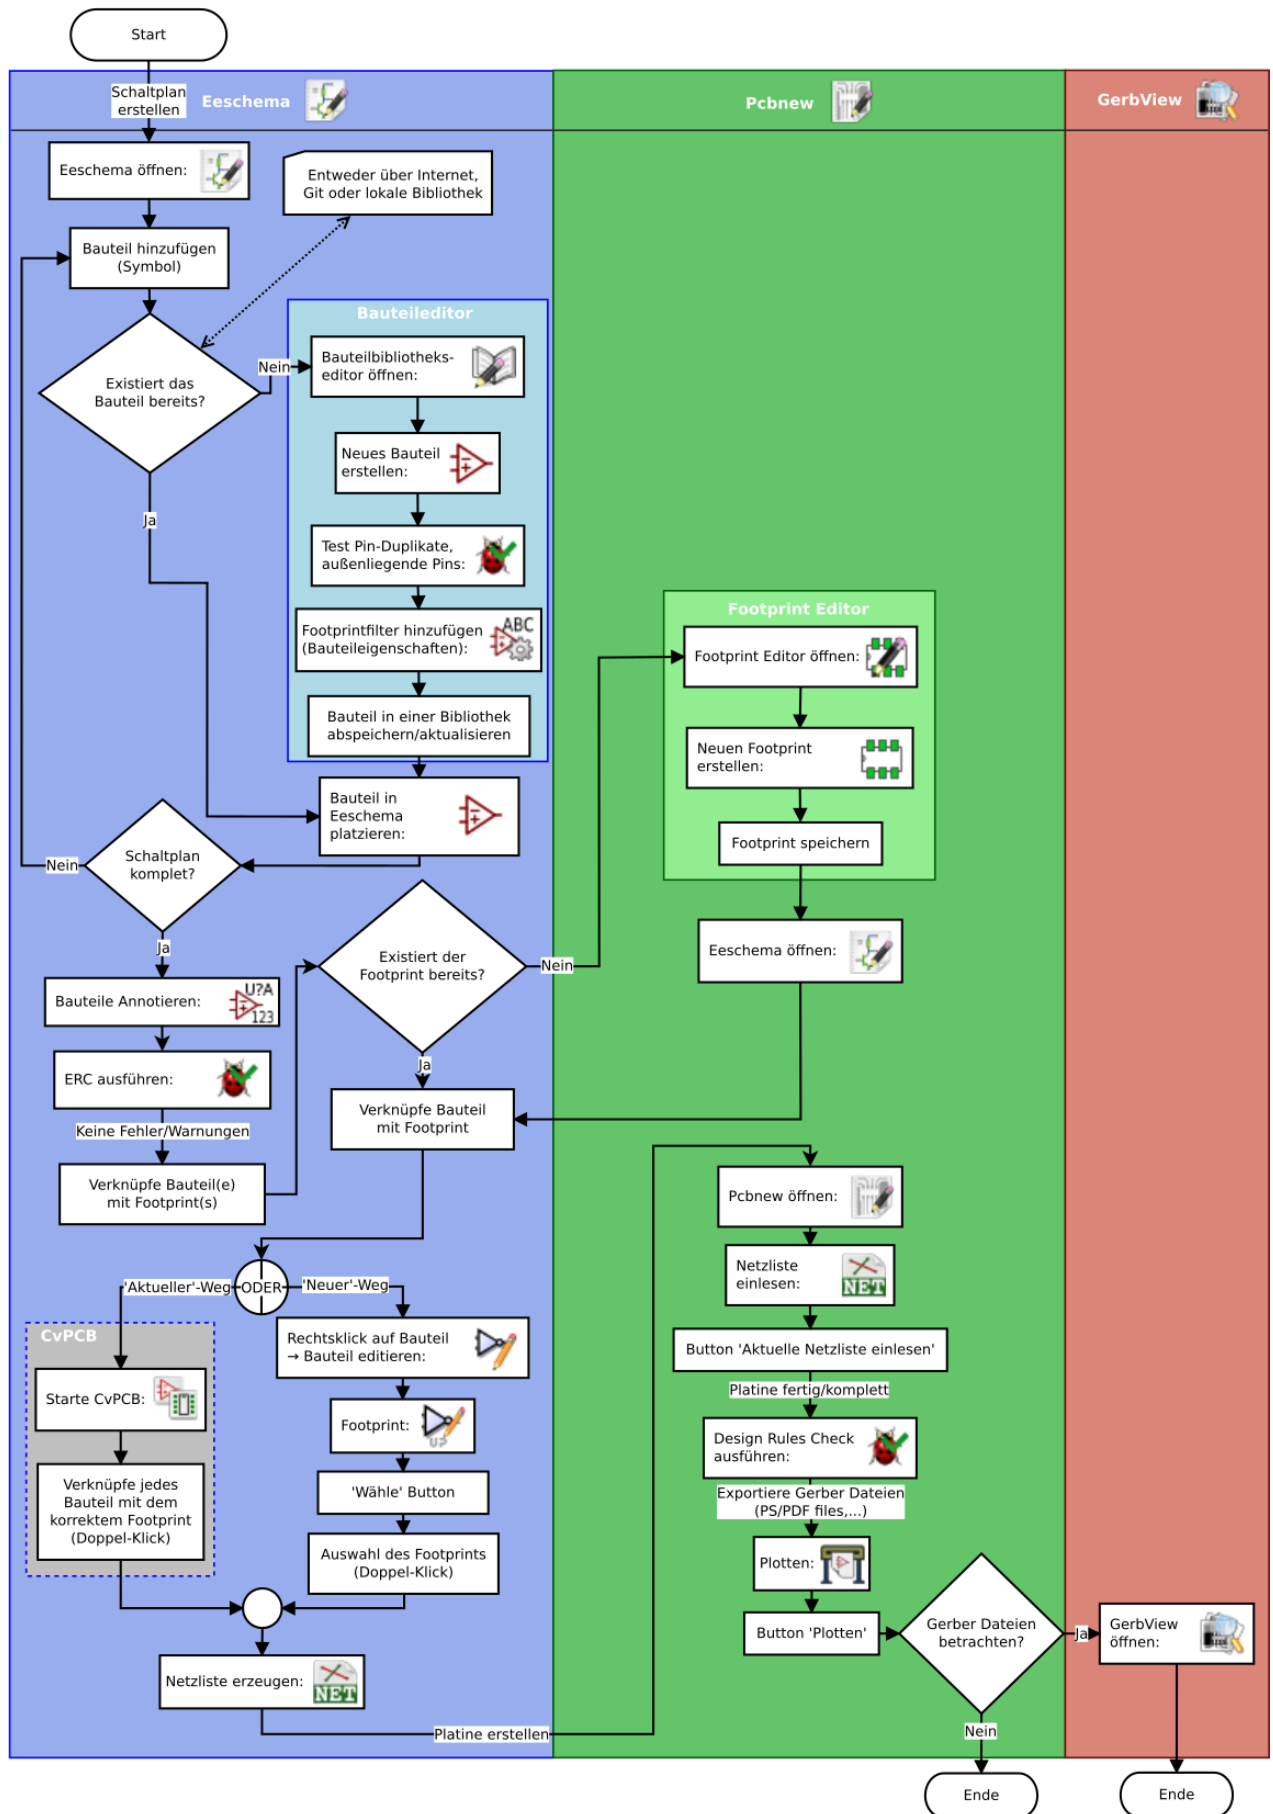 Start
Schaltplan
erstellen
Eeschema
Pcbnew
GerbView
Eeschema öffnen:
Entweder über Internet,
Git oder lokale Bibliothek
Bauteil hinzufügen
(Symbol)
Existiert das
Bauteil bereits?
Nein
Ja
Bauteileditor
Bauteilbibliotheks-
editor öffnen:
Neues Bauteil
erstellen:
Test Pin-Duplikate,
außenliegende Pins:
Footprintfilter hinzufügen
(Bauteileigenschaften):
ABC
Bauteil in einer Bibliothek
abspeichern/aktualisieren
Bauteil in
Eeschema
platzieren:
Schaltplan
komplet?
Nein
Ja
Bauteile Annotieren:
U?A
123
ERC ausführen:
Keine Fehler/Warnungen
Verknüpfe Bauteil(e)
mit Footprint(s)
Existiert der
Footprint bereits?
Nein
Ja
Footprint Editor
Footprint Editor öffnen:
Neuen Footprint
erstellen:
Footprint speichern
Eeschema öffnen:
Verknüpfe Bauteil
mit Footprint
ODER
'Aktueller'-Weg
'Neuer'-Weg
CvPCB
Starte CvPCB:
Verknüpfe jedes
Bauteil mit dem
korrektem Footprint
(Doppel-Klick)
Rechtsklick auf Bauteil
→ Bauteil editieren:
Footprint:
UP
'Wähle' Button
Auswahl des Footprints
(Doppel-Klick)
Netzliste erzeugen:
NET
Platine erstellen
Pcbnew öffnen:
Netzliste
einlesen:
NET
Button 'Aktuelle Netzliste einlesen'
Platine fertig/komplett
Design Rules Check
ausführen:
Exportiere Gerber Dateien
(PS/PDF files,...)
Plotten:
Button 'Plotten'
Gerber Dateien
betrachten?
Ja
Nein
GerbView
öffnen:
Ende
Ende